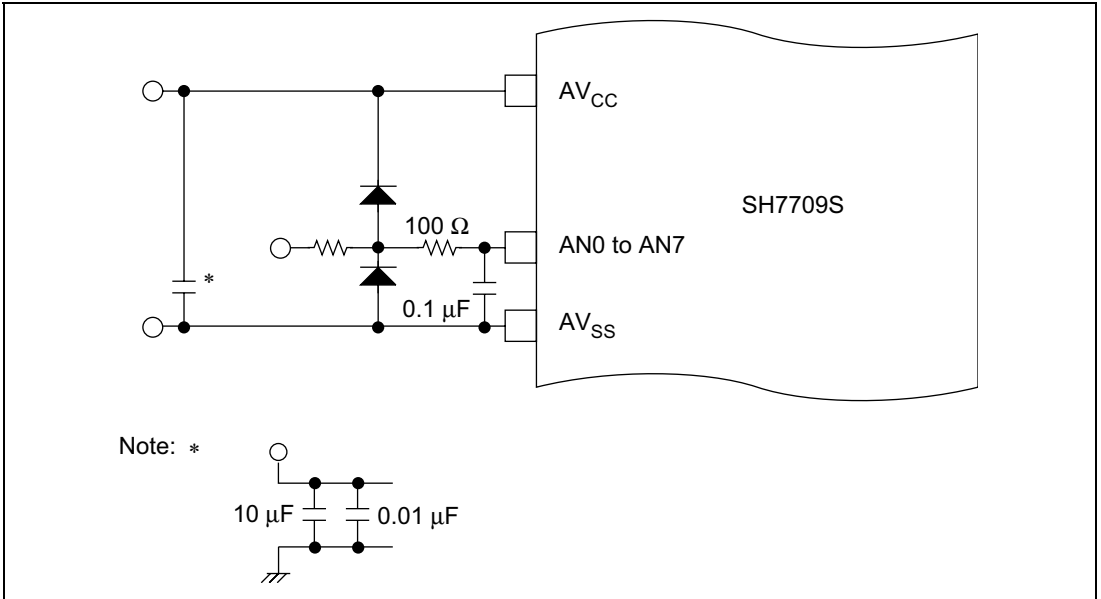 AVCC
SH7709S
100 Ω
AN0 to AN7
*
0.1 μF
AVSS
Note: *
10 μF
0.01 μF